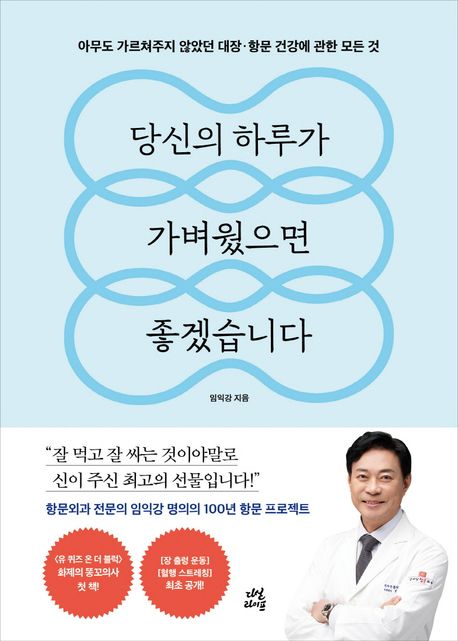 아무도 가르쳐주지 않았던 대장·항문 건강에 관한 모든 것
당신의 하루가
가벼웠으면
좋겠습니다
임익강 지음
“잘 먹고 잘 싸는 것이야말로
신이 주신 최고의 선물입니다!”
항문외과 전문의 임익강 명의의 100년 항문 프로젝트
〈유 퀴즈 온 더 블럭〉
화제의 똥꼬의사
첫 책!
[장 출렁 운동]
[혈행 스트레칭]
최초 공개!
다산
라이프